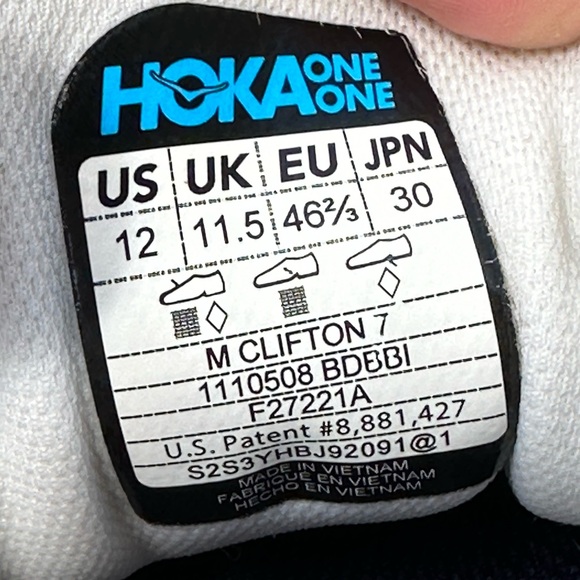 HOKA ONE ONE
US UK EU JPN
12 11.5 46⅔ 30
M CLIFTON 7
1110508 BDBBI
F27221A
U.S. Patent #8,881,427
S2S3YHBJ92091@1
MADE IN VIETNAM
FABRIQUÉ EN VIETNAM
HECHO EN VIETNAM